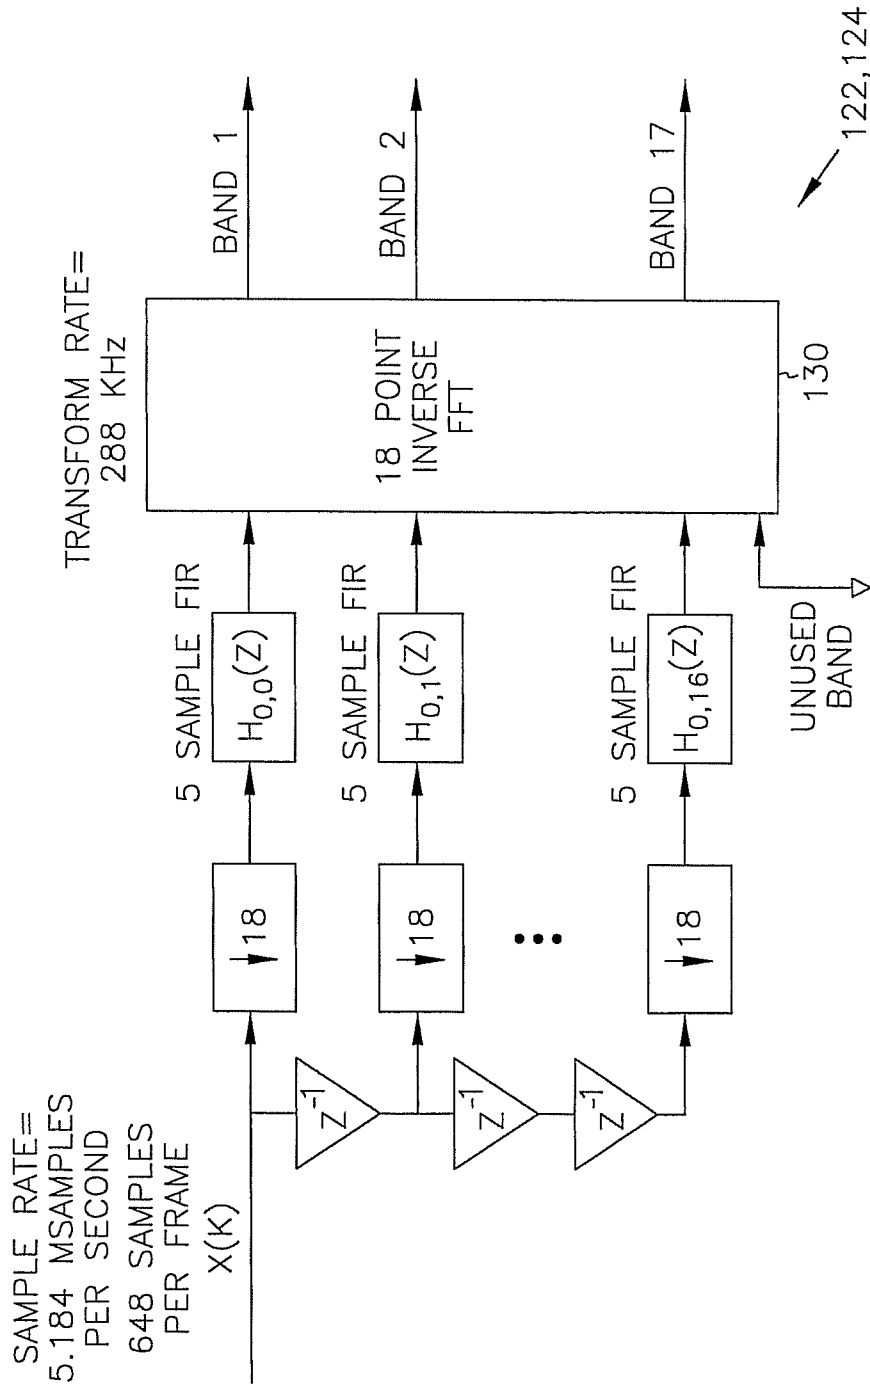 SAMPLE RATE=
5.184 MSAMPLES
PER SECOND
648 SAMPLES
PER FRAME
X(K)
Z-1
Z-1
Z-1
↓18
↓18
•••
↓18
5 SAMPLE FIR
H0,0(Z)
5 SAMPLE FIR
H0,1(Z)
5 SAMPLE FIR
H0,16(Z)
UNUSED
BAND
TRANSFORM RATE=
288 KHz
18 POINT
INVERSE
FFT
130
BAND 1
BAND 2
BAND 17
122,124